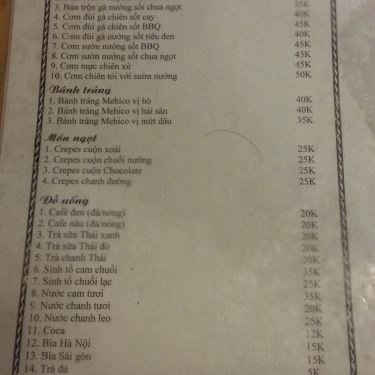 3. Bún trộn gà nướng sốt chua ngọt 35K
4. Cơm đùi gà chiên sốt cay 40K
5. Cơm đùi gà chiên sốt BBQ 45K
6. Cơm đùi gà nướng sốt tiêu đen 40K
7. Cơm sườn nướng sốt BBQ 45K
8. Cơm sườn nướng sốt chua ngọt 45K
9. Cơm mực chiên xù 45K
10. Cơm chiên tỏi với sườn nướng 50K
Bánh tráng
1. Bánh tráng Mehico vị bò 40K
2. Bánh tráng Mehico vị hải sản 40K
3. Bánh tráng Mehico vị mứt dâu 35K
Món ngọt
1. Crepes cuộn xoài 25K
2. Crepes cuộn chuối nướng 25K
3. Crepes cuộn Chocolate 25K
4. Crepes chanh đường 25K
Đồ uống
1. Cafe đen (đá/nóng) 20K
2. Cafe nâu (đá/nóng) 20K
3. Trà sữa Thái xanh 20K
4. Trà sữa Thái đỏ 20K
5. Trà chanh Thái 20K
6. Sinh tố cam chuối 35K
7. Sinh tố chuối lạc 25K
8. Nước cam tươi 35K
9. Nước chanh tươi 20K
10. Nước chanh leo 25K
11. Coca 12K
12. Bia Hà Nội 15K
13. Bia Sài gòn 15K
14. Trà đá 5K